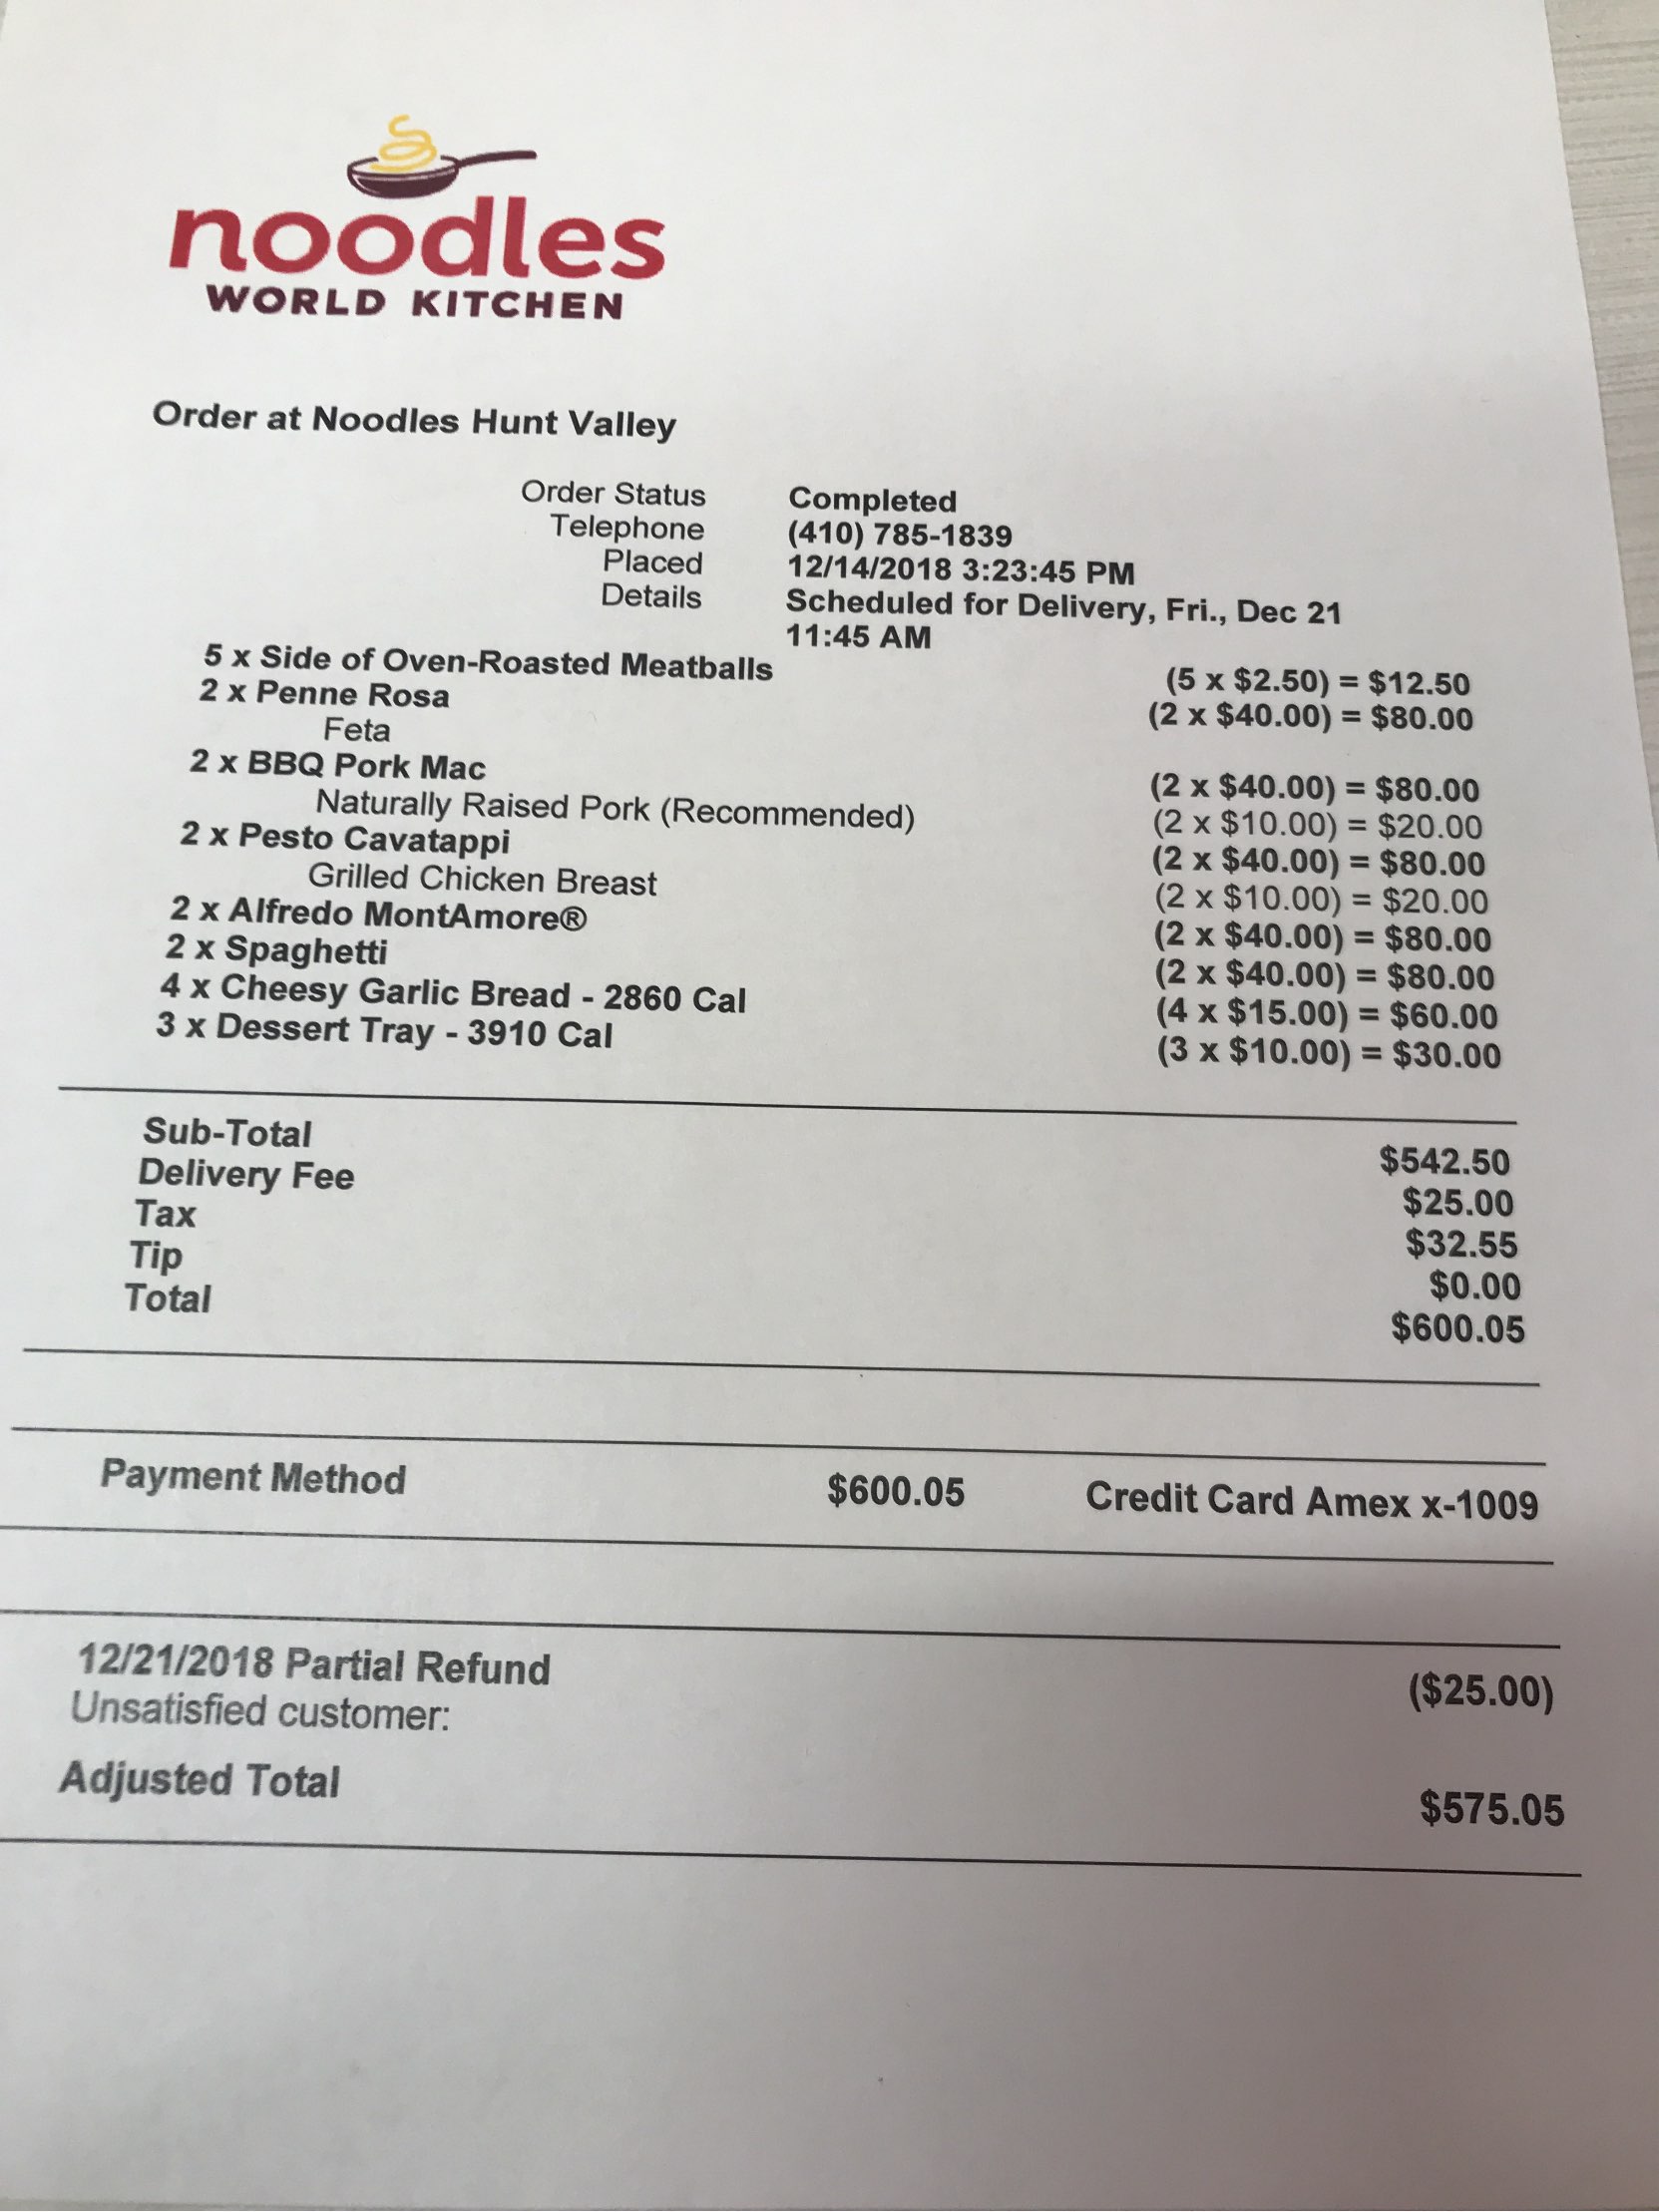 noodles
WORLD KITCHEN
Order at Noodles Hunt Valley
Order Status Completed
Telephone (410) 785-1839
Placed 12/14/2018 3:23:45 PM
Details Scheduled for Delivery, Fri., Dec 21
11:45 AM
5 x Side of Oven-Roasted Meatballs (5 x $2.50) = $12.50
2 x Penne Rosa (2 x $40.00) = $80.00
Feta
2 x BBQ Pork Mac (2 x $40.00) = $80.00
Naturally Raised Pork (Recommended) (2 x $10.00) = $20.00
2 x Pesto Cavatappi (2 x $40.00) = $80.00
Grilled Chicken Breast (2 x $10.00) = $20.00
2 x Alfredo MontAmore® (2 x $40.00) = $80.00
2 x Spaghetti (2 x $40.00) = $80.00
4 x Cheesy Garlic Bread - 2860 Cal (4 x $15.00) = $60.00
3 x Dessert Tray - 3910 Cal (3 x $10.00) = $30.00
Sub-Total $542.50
Delivery Fee $25.00
Tax $32.55
Tip $0.00
Total $600.05
Payment Method $600.05 Credit Card Amex x-1009
12/21/2018 Partial Refund ($25.00)
Unsatisfied customer:
Adjusted Total $575.05